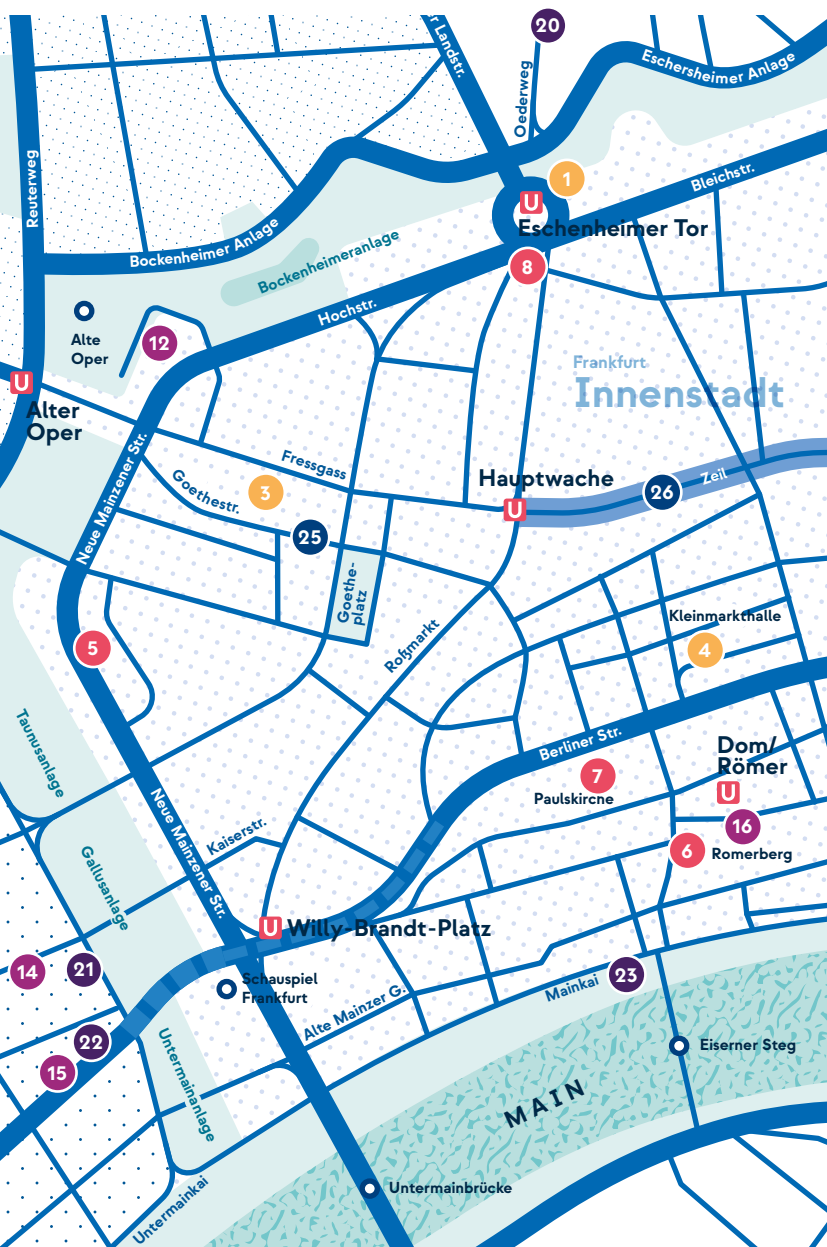 20
r Landstr.
Oederweg
Eschersheimer Anlage
Reuterweg
1
Bleichstr.
U
Eschenheimer Tor
Bockenheimer Anlage
Bockenheimeranlage
8
Hochstr.
Alte
Oper
12
Frankfurt
Innenstadt
U
Alter
Oper
Neue Mainzener Str.
Fressgass
Goethestr.
3
Hauptwache
U
26
Zeil
25
Goethe-
platz
Roßmarkt
Kleinmarkthalle
4
5
Taunusanlage
Berliner Str.
Dom/
Römer
U
7
Paulskirche
Neue Mainzener Str.
Kaiserstr.
16
6
Romerberg
Gallusanlage
U
Willy-Brandt-Platz
14
21
Schauspiel
Frankfurt
Mainkai
23
Alte Mainzer G.
22
15
Untermainanlage
Eiserner Steg
MAIN
Untermainkai
Untermainbrücke